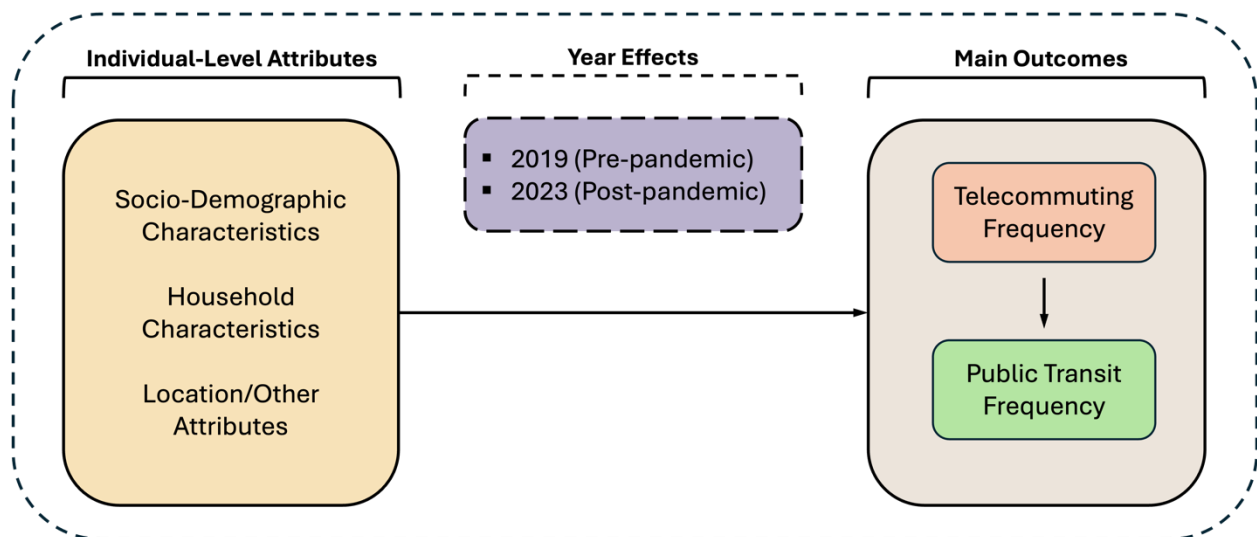 Individual-Level Attributes
Year Effects
Main Outcomes
Socio-Demographic
Characteristics
Household
Characteristics
Location/Other
Attributes
▪ 2019 (Pre-pandemic)
▪ 2023 (Post-pandemic)
Telecommuting
Frequency
Public Transit
Frequency